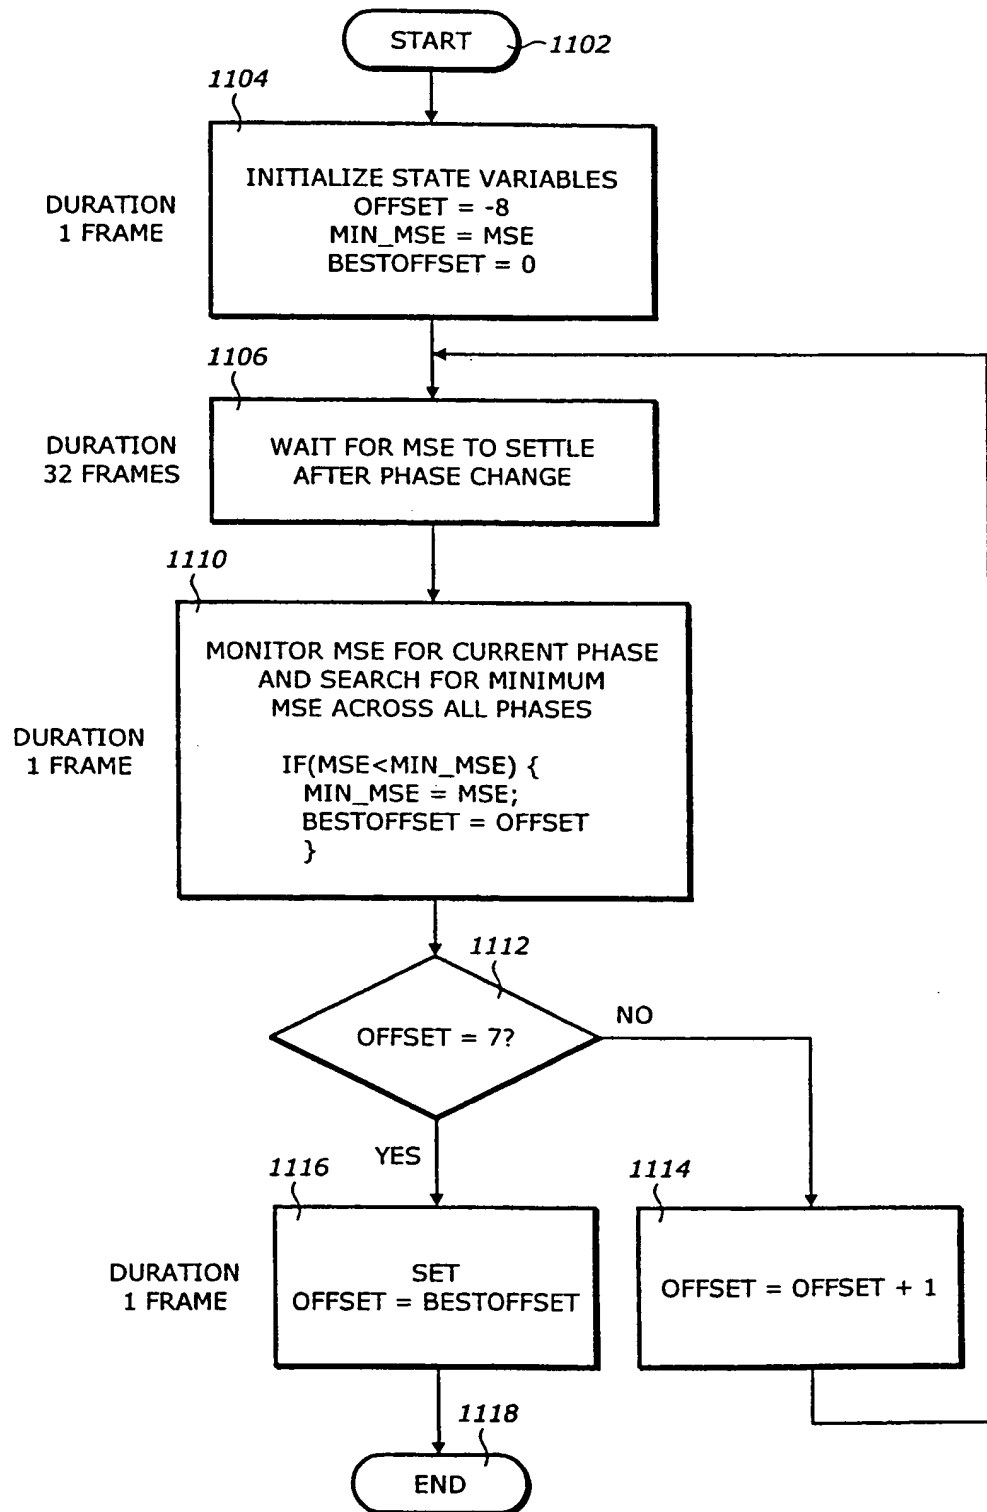 START
1102
1104
DURATION
1 FRAME
INITIALIZE STATE VARIABLES
OFFSET = -8
MIN_MSE = MSE
BESTOFFSET = 0
1106
DURATION
32 FRAMES
WAIT FOR MSE TO SETTLE
AFTER PHASE CHANGE
1110
DURATION
1 FRAME
MONITOR MSE FOR CURRENT PHASE
AND SEARCH FOR MINIMUM
MSE ACROSS ALL PHASES
IF(MSE<MIN_MSE) {
MIN_MSE = MSE;
BESTOFFSET = OFFSET
}
1112
OFFSET = 7?
NO
YES
1116
DURATION
1 FRAME
SET
OFFSET = BESTOFFSET
1114
OFFSET = OFFSET + 1
1118
END